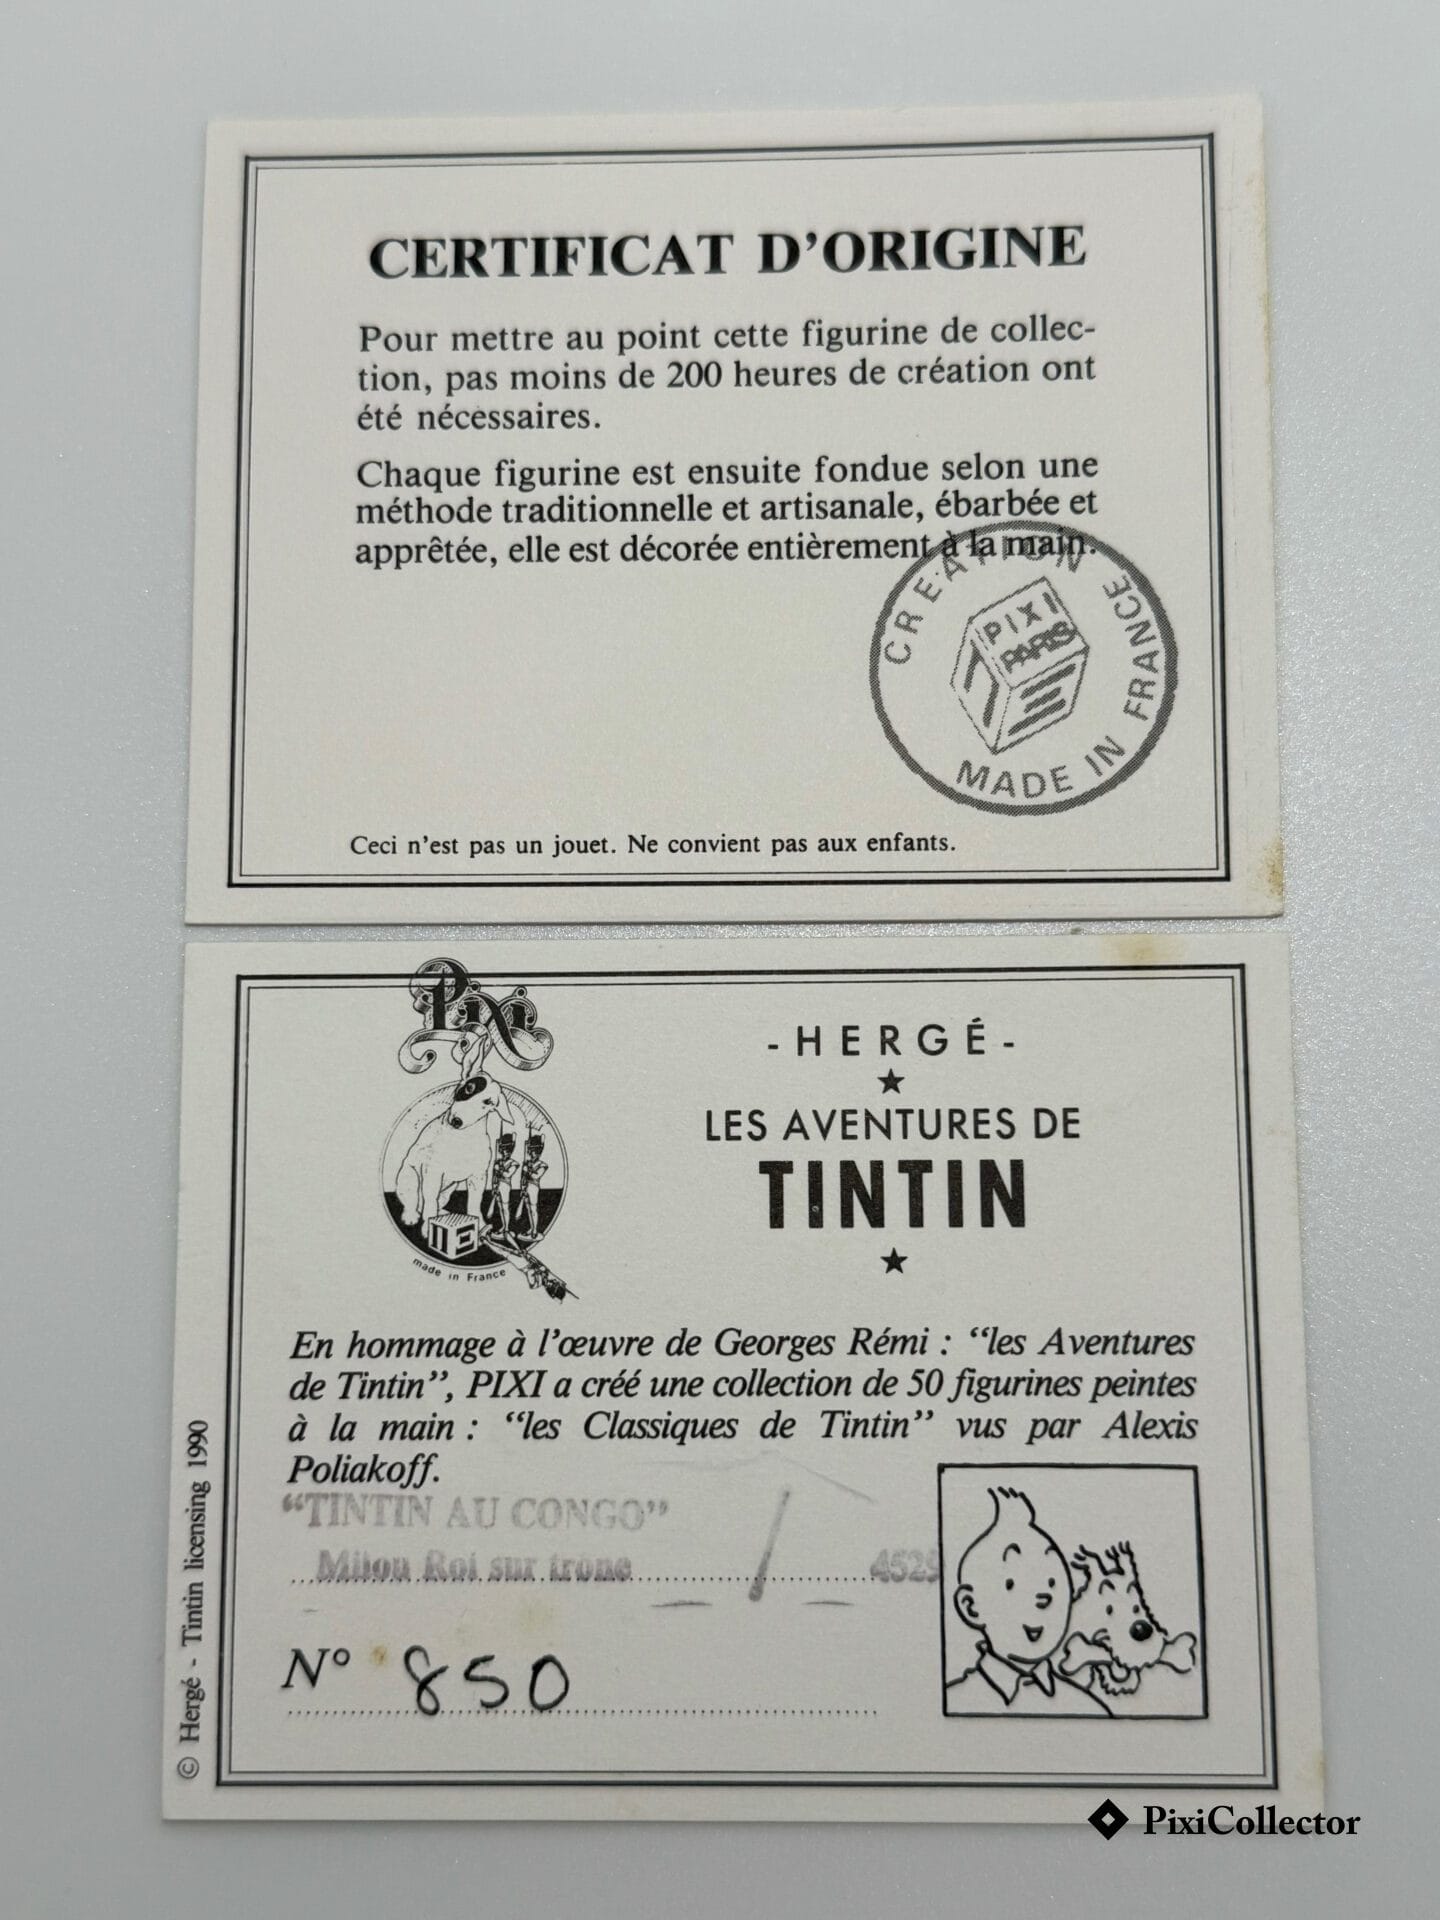 CERTIFICAT D'ORIGINE
Pour mettre au point cette figurine de collec-
tion, pas moins de 200 heures de création ont
été nécessaires.
Chaque figurine est ensuite fondue selon une
méthode traditionnelle et artisanale, ébarbée et
apprêtée, elle est décorée entièrement à la main.
CREATION
PIXI
PARIS
MADE IN FRANCE
Ceci n'est pas un jouet. Ne convient pas aux enfants.
Pixi
made in France
- HERGÉ -
LES AVENTURES DE
TINTIN
En hommage à l'œuvre de Georges Rémi : “les Aventures
de Tintin”, PIXI a créé une collection de 50 figurines peintes
à la main : “les Classiques de Tintin” vus par Alexis
Poliakoff.
“TINTIN AU CONGO”
Milou Roi sur trone 4529
N° 850
© Hergé - Tintin licensing 1990
PixiCollector